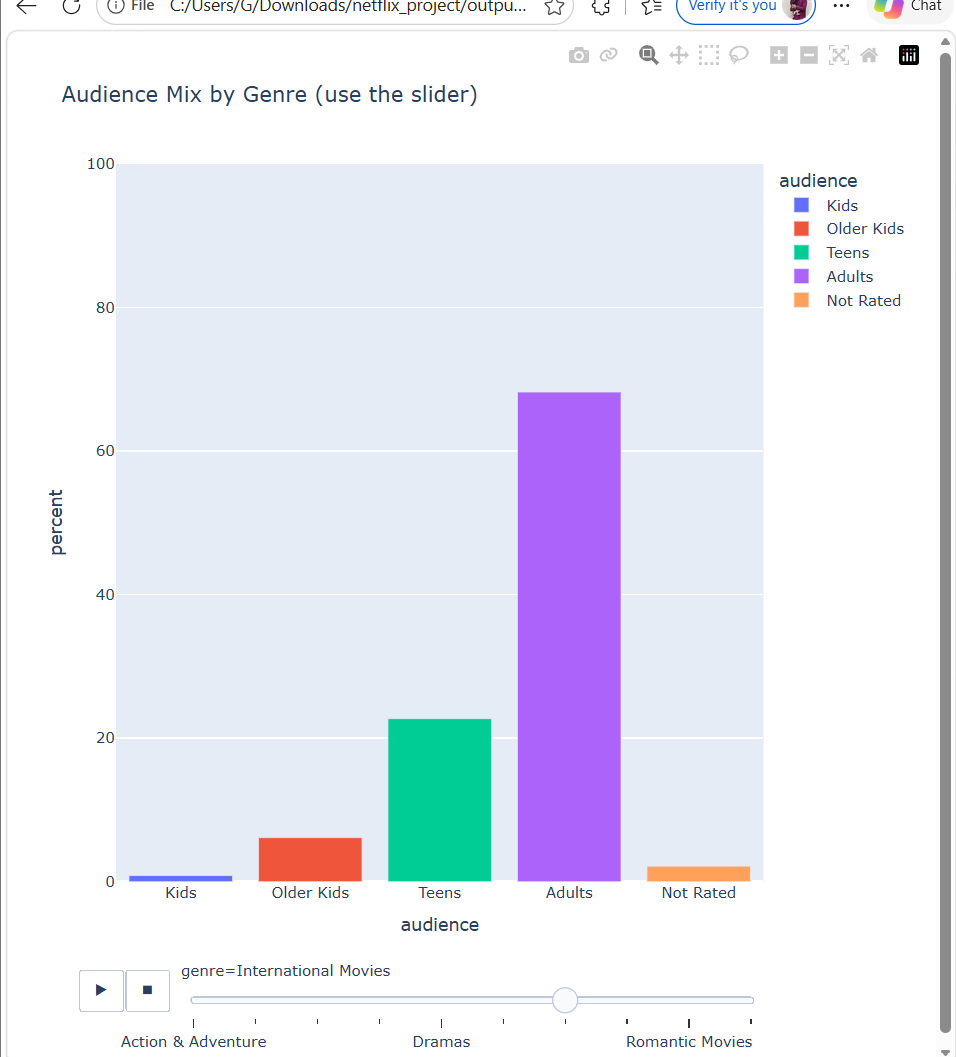 File C:/Users/G/Downloads/netflix_project/outpu... Verify it's you ... Chat
Audience Mix by Genre (use the slider)
100
80
60
40
20
0
percent
audience
Kids
Older Kids
Teens
Adults
Not Rated
Kids Older Kids Teens Adults Not Rated
audience
genre=International Movies
Action & Adventure Dramas Romantic Movies